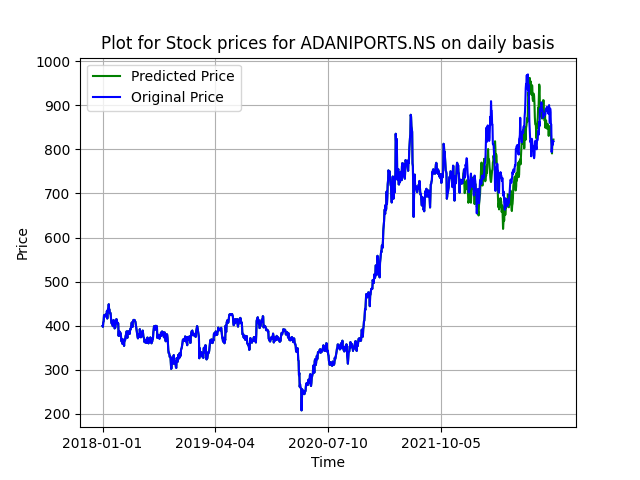 Plot for Stock prices for ADANIPORTS.NS on daily basis
Predicted Price
Original Price
1000
900
800
700
600
500
400
300
200
Price
2018-01-01 2019-04-04 2020-07-10 2021-10-05
Time